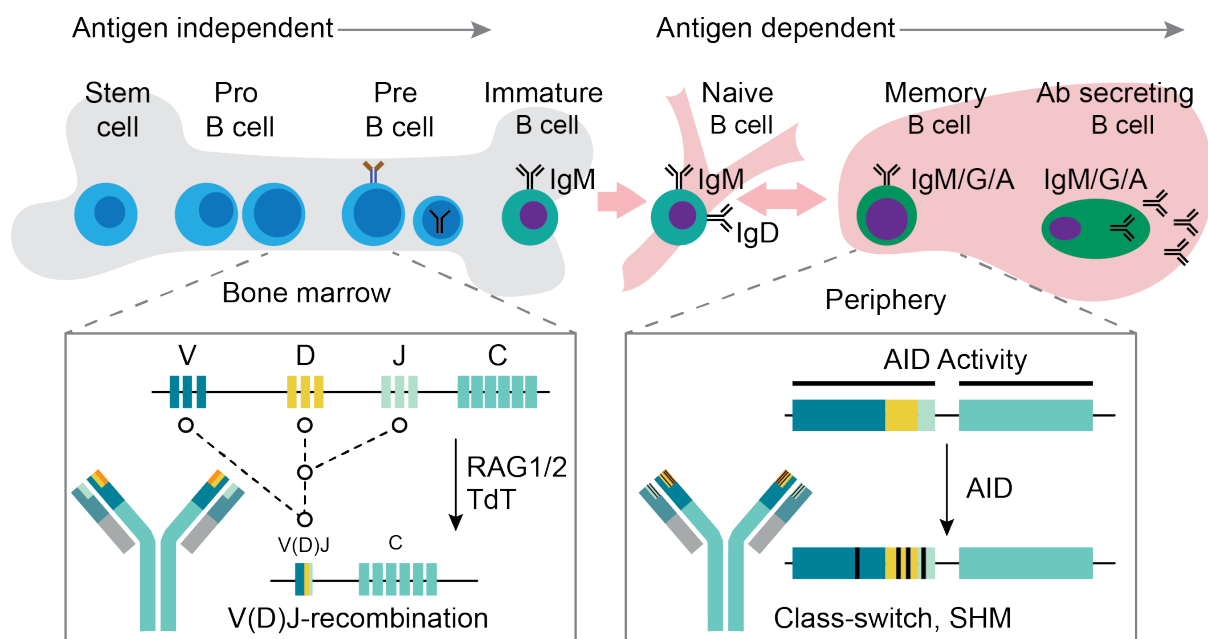 Antigen independent
Antigen dependent
Stem
cell
Pro
B cell
Pre
B cell
Immature
B cell
Naive
B cell
Memory
B cell
Ab secreting
B cell
IgM
IgM
IgD
IgM/G/A
IgM/G/A
Bone marrow
Periphery
V
D
J
C
RAG1/2
TdT
V(D)J
C
V(D)J-recombination
AID Activity
AID
Class-switch, SHM